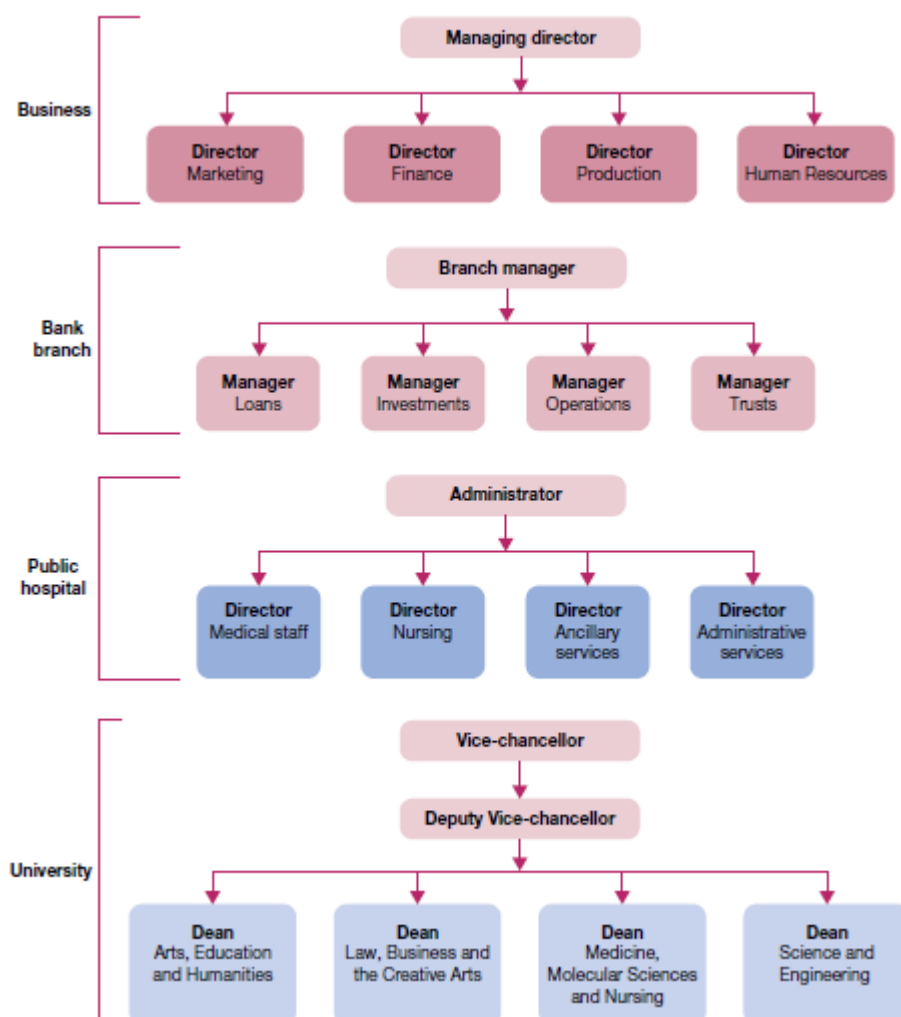 Managing director
Business
Director
Marketing
Director
Finance
Director
Production
Director
Human Resources
Branch manager
Bank
branch
Manager
Loans
Manager
Investments
Manager
Operations
Manager
Trusts
Administrator
Public
hospital
Director
Medical staff
Director
Nursing
Director
Ancillary
services
Director
Administrative
services
Vice-chancellor
Deputy Vice-chancellor
University
Dean
Arts, Education
and Humanities
Dean
Law, Business and
the Creative Arts
Dean
Medicine,
Molecular Sciences
and Nursing
Dean
Science and
Engineering